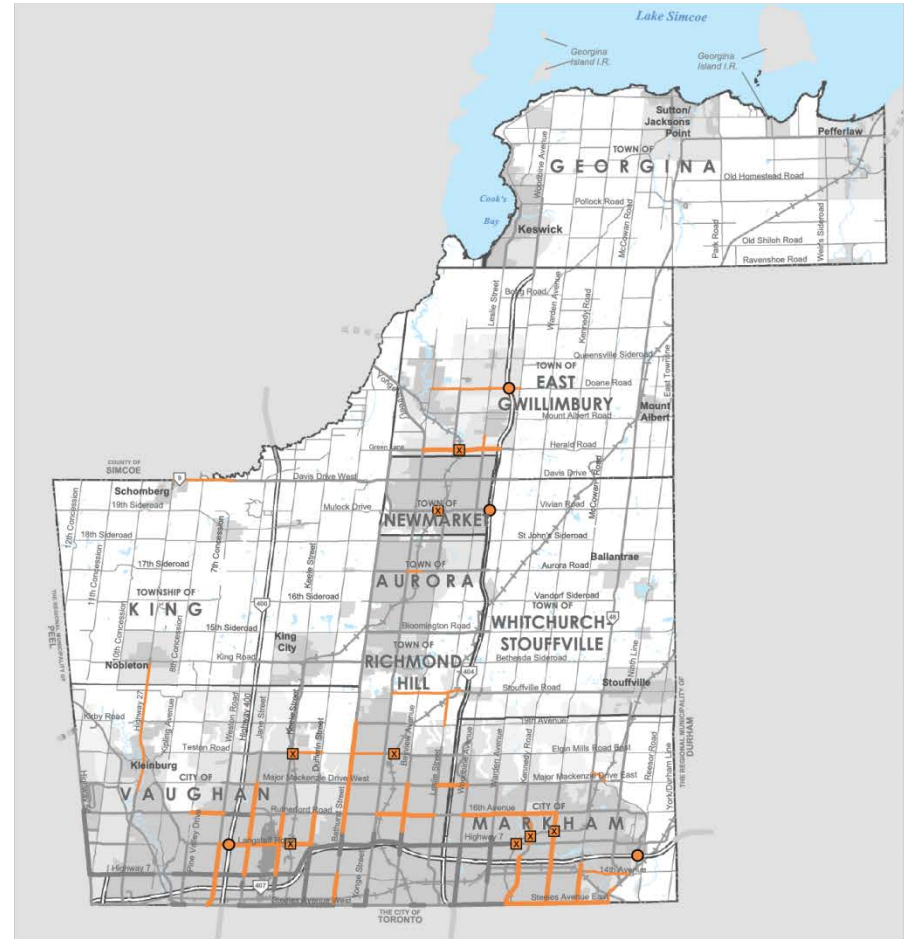 Lake Simcoe
Georgina
Island I.R.
Georgina
Island I.R.
Sutton/
Jacksons
Point
Pefferlaw
TOWN OF
GEORGINA
Woodbine Avenue
Old Homestead Road
Cook's
Bay
Pollock Road
McCowan Road
Keswick
Park Road
Old Shiloh Road
Weir's Sideroad
Ravenshoe Road
Leslie Street
Boag Road
Warden Avenue
Kennedy Road
Queensville Sideroad
East Townline
TOWN OF
EAST
GWILLIMBURY
Doane Road
Mount Albert Road
Mount
Albert
Green Lane
Herald Road
COUNTY OF
SIMCOE
9
Davis Drive West
Davis Drive
McCowan Road
Schomberg
19th Sideroad
Mulock Drive
TOWN OF
NEWMARKET
Vivian Road
12th Concession
18th Sideroad
7th Concession
Keele Street
St John's Sideroad
Ballantrae
17th Sideroad
TOWN OF
AURORA
Aurora Road
11th Concession
16th Sideroad
400
Vandorf Sideroad
TOWNSHIP OF
KING
TOWN OF
WHITCHURCH-
STOUFFVILLE
48
THE REGIONAL MUNICIPALITY OF
PEEL
10th Concession
15th Sideroad
8th Concession
King
City
Bloomington Road
TOWN OF
RICHMOND
HILL
Bethesda Sideroad
Ninth Line
Nobleton
King Road
404
Stouffville Road
Stouffville
Kirby Road
Highway 27
Kipling Avenue
Weston Road
Highway 400
Jane Street
Keele Street
Dufferin Street
19th Avenue
Teston Road
Bayview Avenue
Leslie Street
Woodbine Avenue
Warden Avenue
Kennedy Road
Elgin Mills Road East
Reesor Road
York/Durham Line
THE REGIONAL MUNICIPALITY OF
DURHAM
Kleinburg
CITY OF
VAUGHAN
Major Mackenzie Drive West
Major Mackenzie Drive East
Bathurst Street
Rutherford Road
16th Avenue
CITY OF
MARKHAM
Pine Valley Drive
Langstaff Road
Highway 7
Highway 7
Yonge Street
14th Avenue
407
Steeles Avenue West
Steeles Avenue East
THE CITY OF
TORONTO